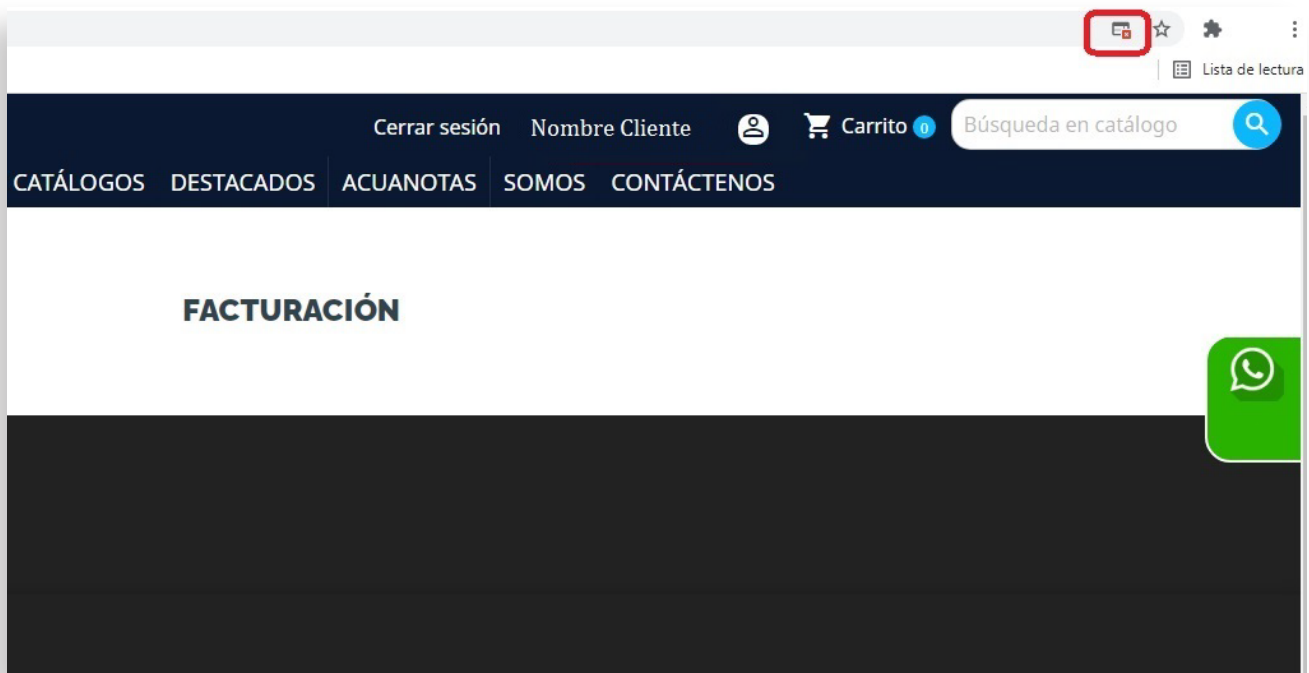 Lista de lectura
Cerrar sesión Nombre Cliente Carrito 0 Búsqueda en catálogo
CATÁLOGOS DESTACADOS ACUANOTAS SOMOS CONTÁCTENOS
FACTURACIÓN